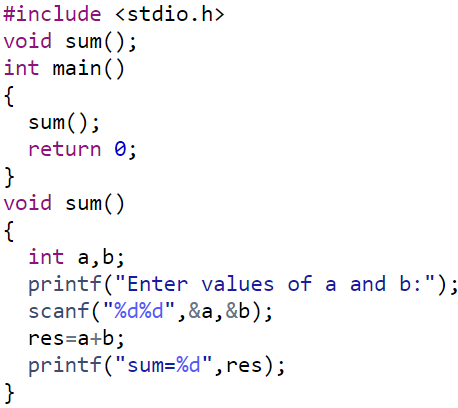 #include <stdio.h>
void sum();
int main()
{
  sum();
  return 0;
}
void sum()
{
  int a,b;
  printf("Enter values of a and b:");
  scanf("%d%d",&a,&b);
  res=a+b;
  printf("sum=%d",res);
}